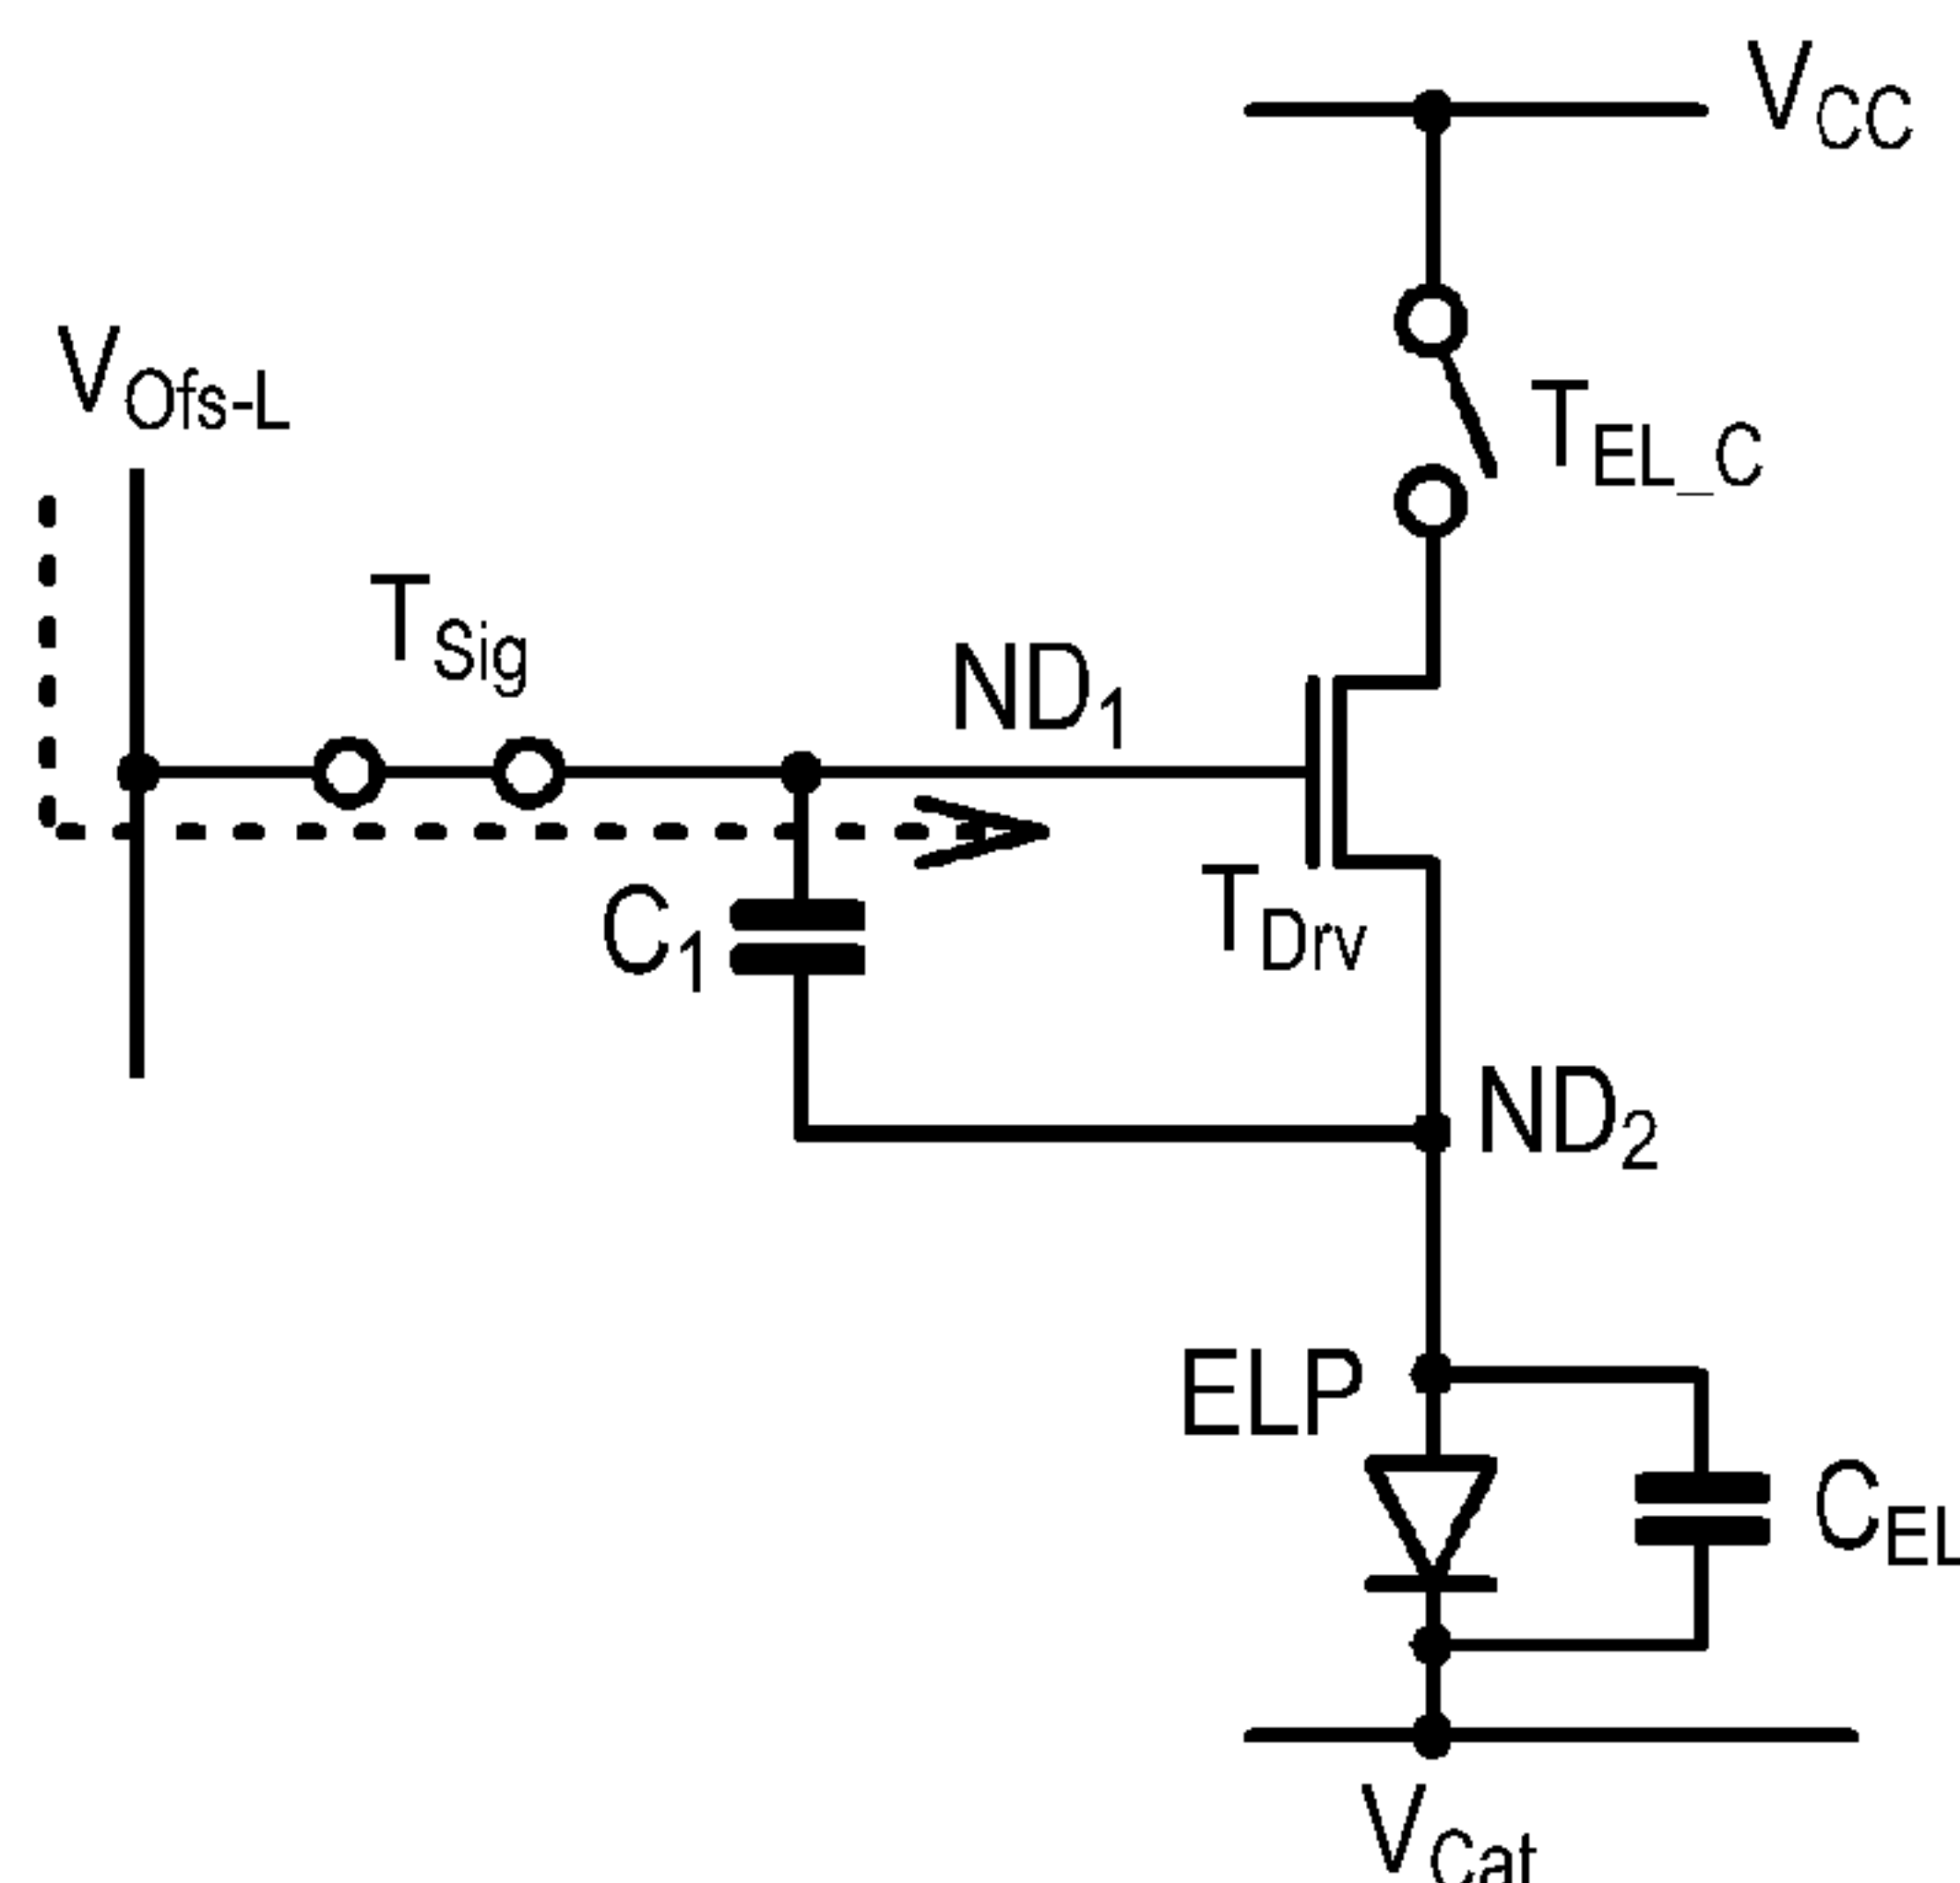 VCC
VOfs-L
TEL_C
TSig
ND1
C1
TDrv
ND2
ELP
CEL
VCat